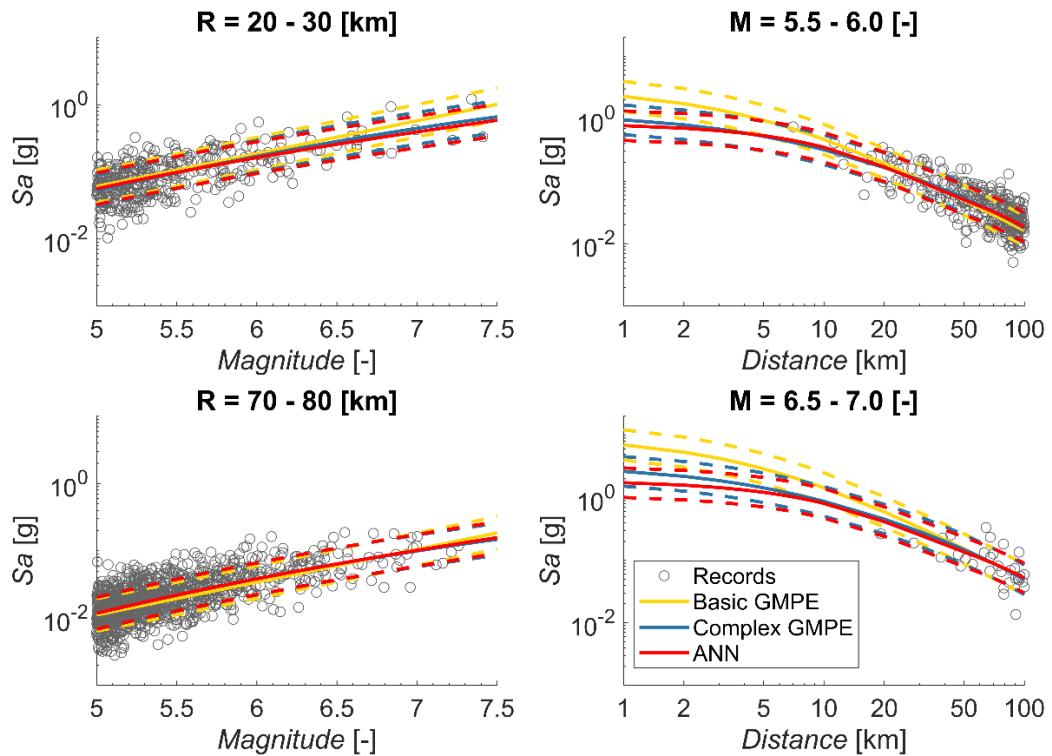 R = 20 - 30 [km]
Sa [g]
10^0
10^-2
5 5.5 6 6.5 7 7.5
Magnitude [-]
M = 5.5 - 6.0 [-]
Sa [g]
10^0
10^-2
1 2 5 10 20 50 100
Distance [km]
R = 70 - 80 [km]
Sa [g]
10^0
10^-2
5 5.5 6 6.5 7 7.5
Magnitude [-]
M = 6.5 - 7.0 [-]
Sa [g]
10^0
10^-2
Records
Basic GMPE
Complex GMPE
ANN
1 2 5 10 20 50 100
Distance [km]